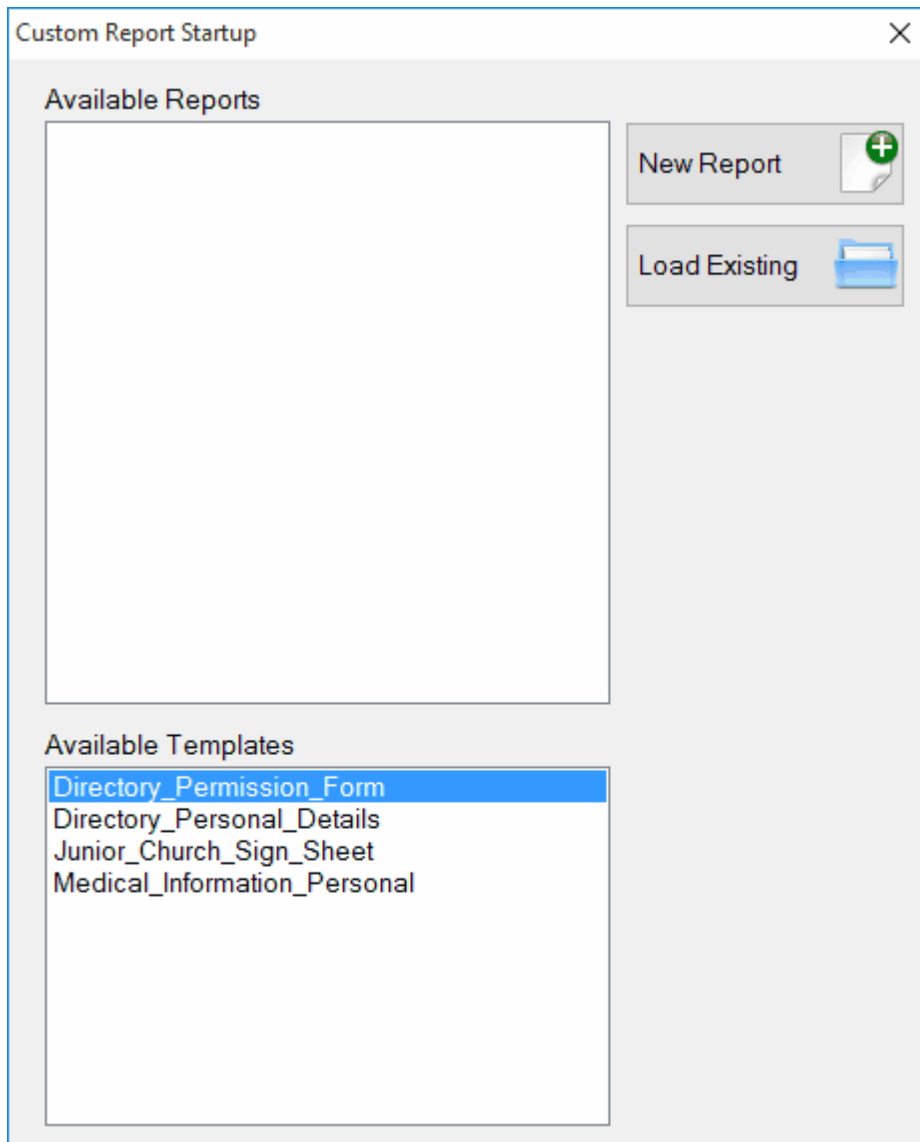 Custom Report Startup
Available Reports
New Report
Load Existing
Available Templates
Directory_Permission_Form
Directory_Personal_Details
Junior_Church_Sign_Sheet
Medical_Information_Personal